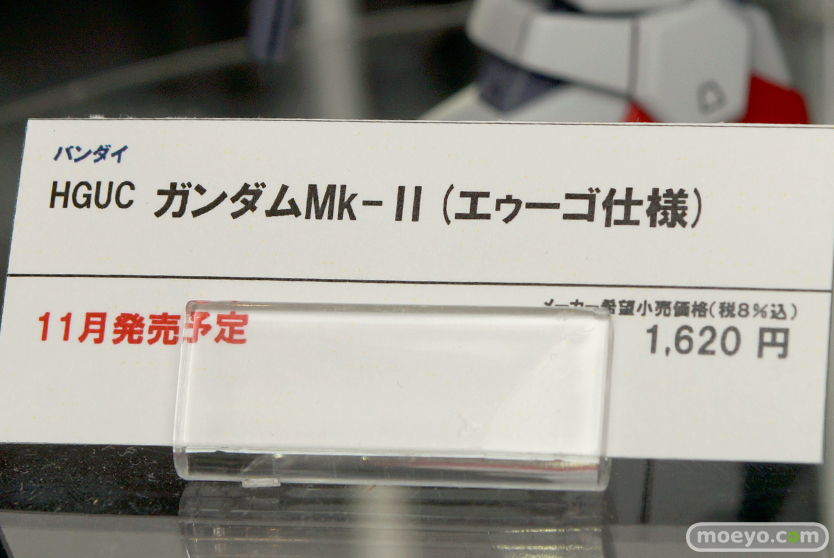 バンダイ
HGUC ガンダムMk-II (エゥーゴ仕様)
11月発売予定
メーカー希望小売価格(税8%込)
1,620 円
moeyo.com